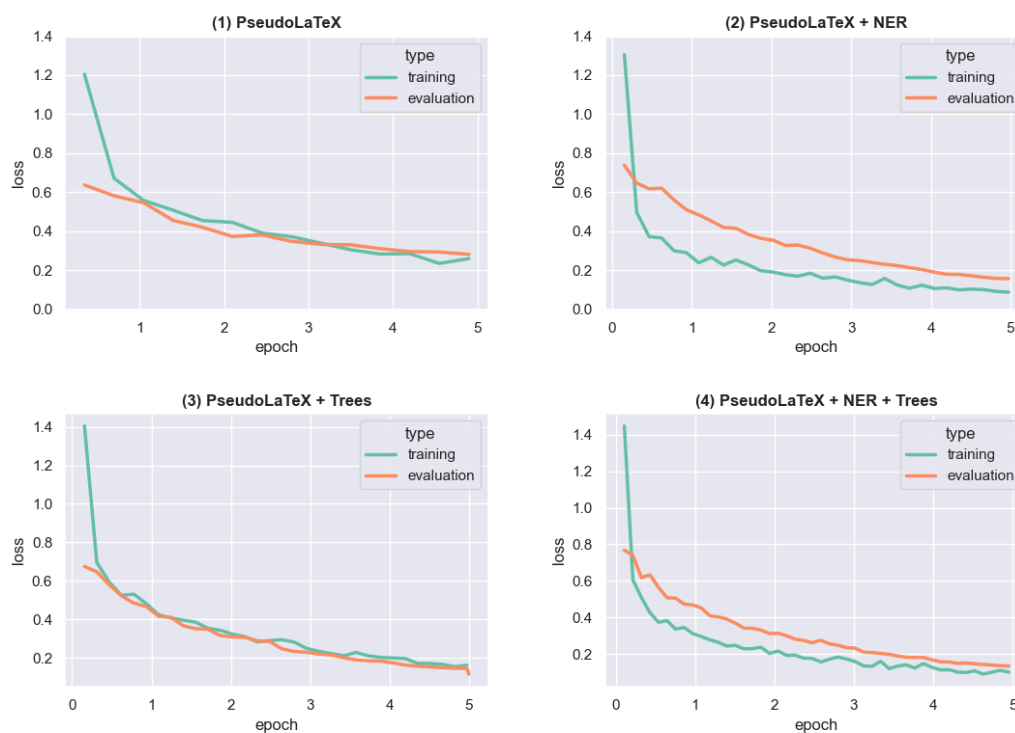 (1) PseudoLaTeX
1.4
1.2
1.0
0.8
0.6
0.4
0.2
0.0
loss
type
training
evaluation
1 2 3 4 5
epoch
(2) PseudoLaTeX + NER
1.4
1.2
1.0
0.8
0.6
0.4
0.2
0.0
loss
type
training
evaluation
0 1 2 3 4 5
epoch
(3) PseudoLaTeX + Trees
1.4
1.2
1.0
0.8
0.6
0.4
0.2
loss
type
training
evaluation
0 1 2 3 4 5
epoch
(4) PseudoLaTeX + NER + Trees
1.4
1.2
1.0
0.8
0.6
0.4
0.2
loss
type
training
evaluation
0 1 2 3 4 5
epoch